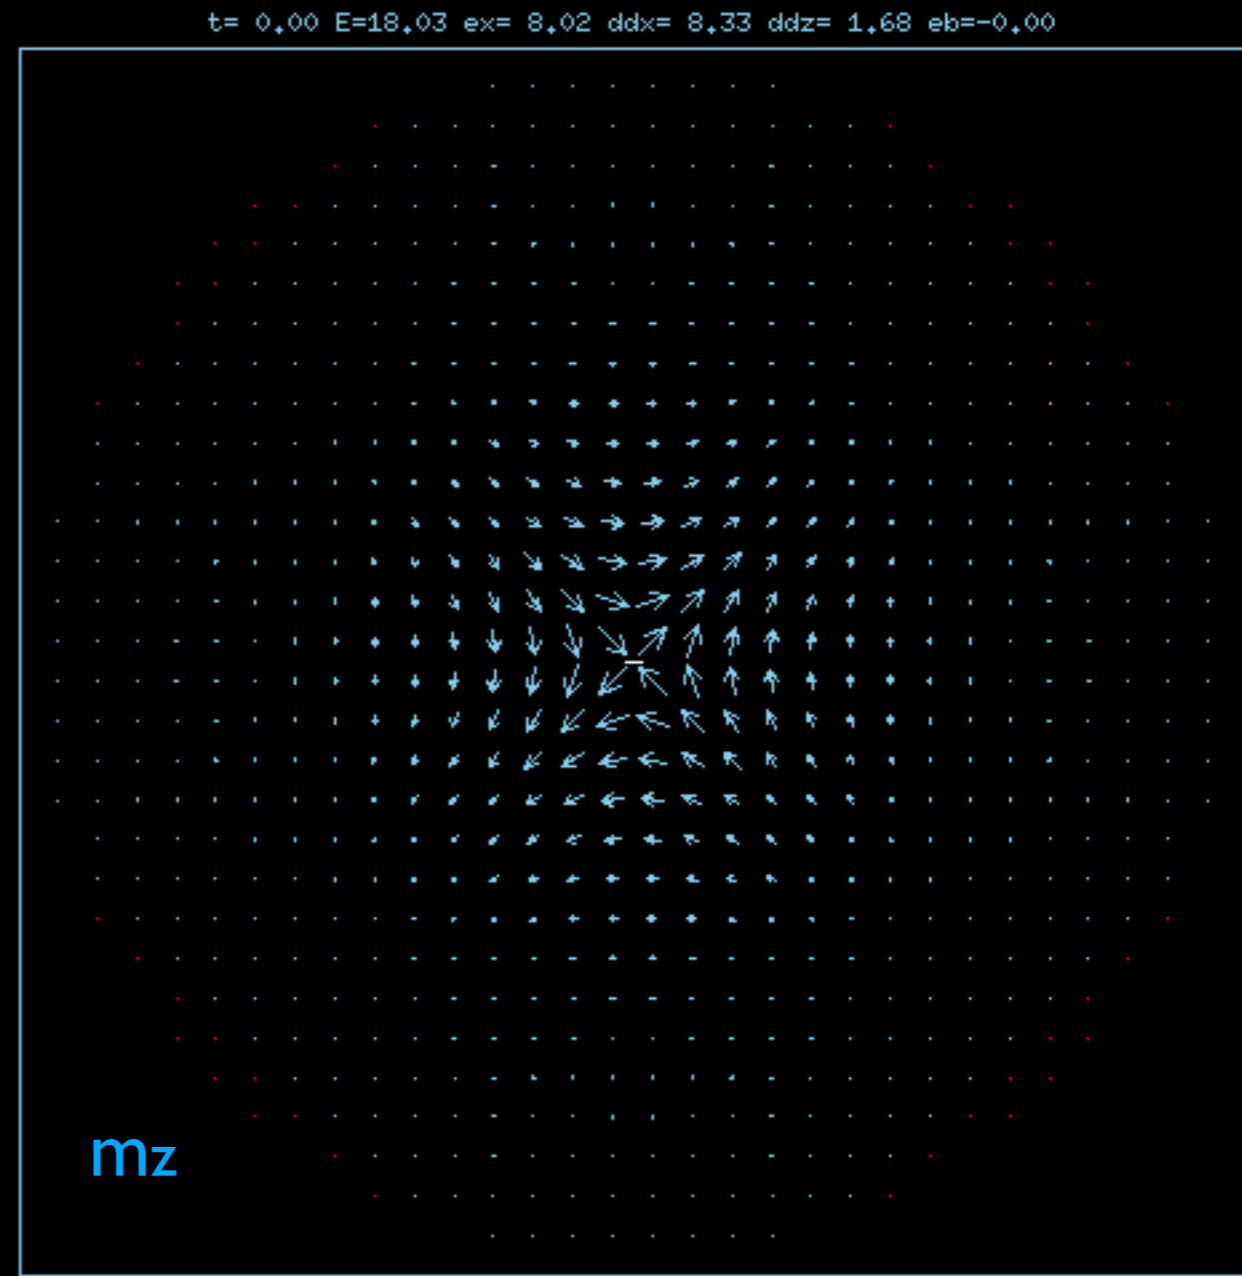 t= 0.00 E=18.03 ex= 8.02 ddx= 8.33 ddz= 1.68 eb=-0.00
mz